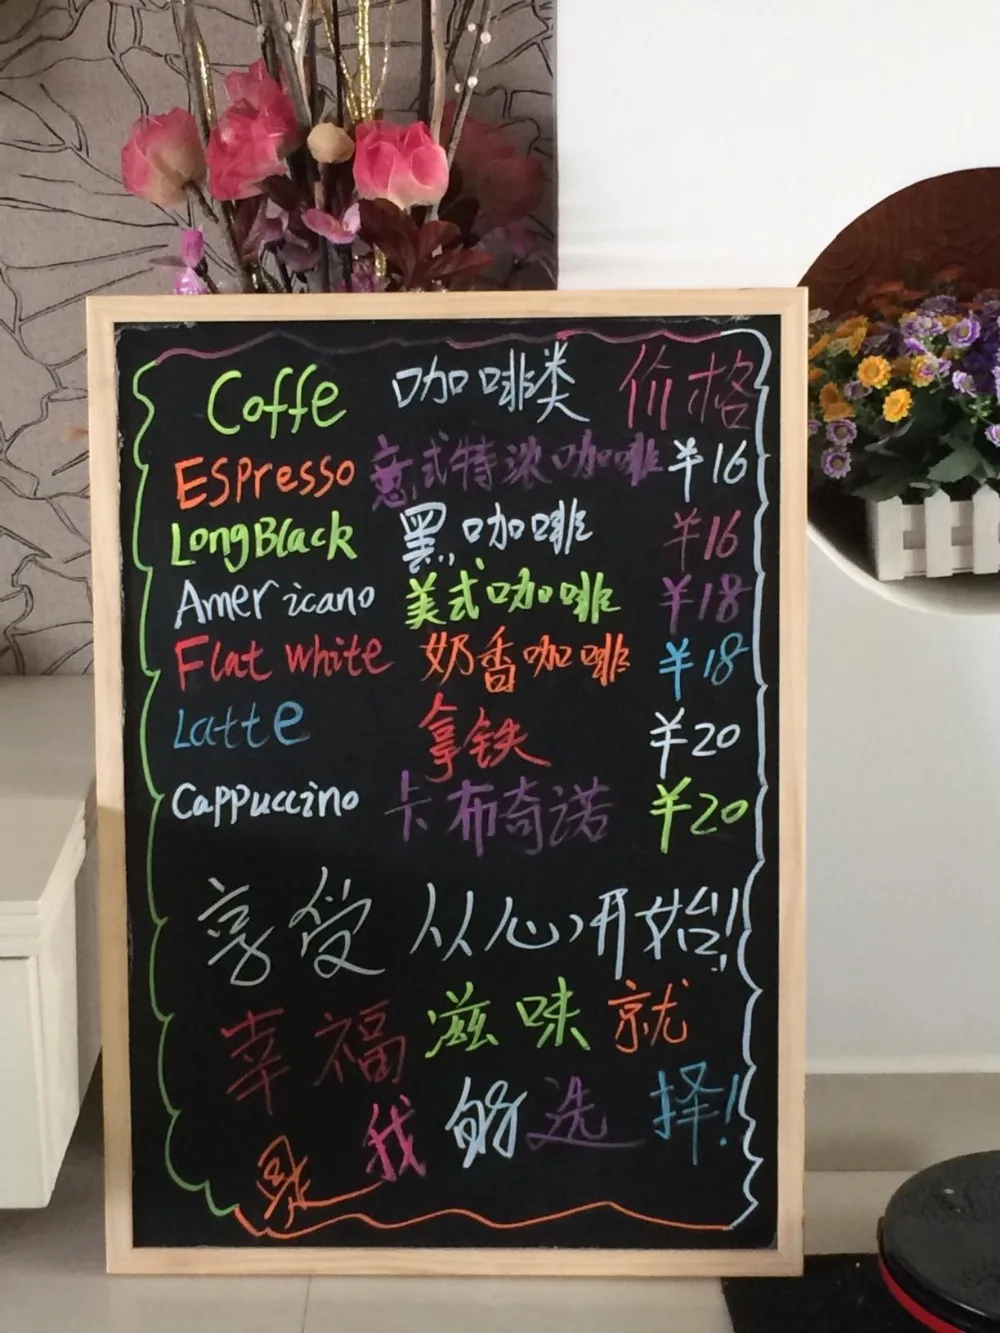 Coffe 咖啡类 价格
Espresso 意式特浓咖啡 ¥16
LongBlack 黑咖啡 ¥16
Americano 美式咖啡 ¥18
Flat white 奶香咖啡 ¥18
Latte 拿铁 ¥20
Cappuccino 卡布奇诺 ¥20
享受从心开始!
幸福滋味就
我的选择!